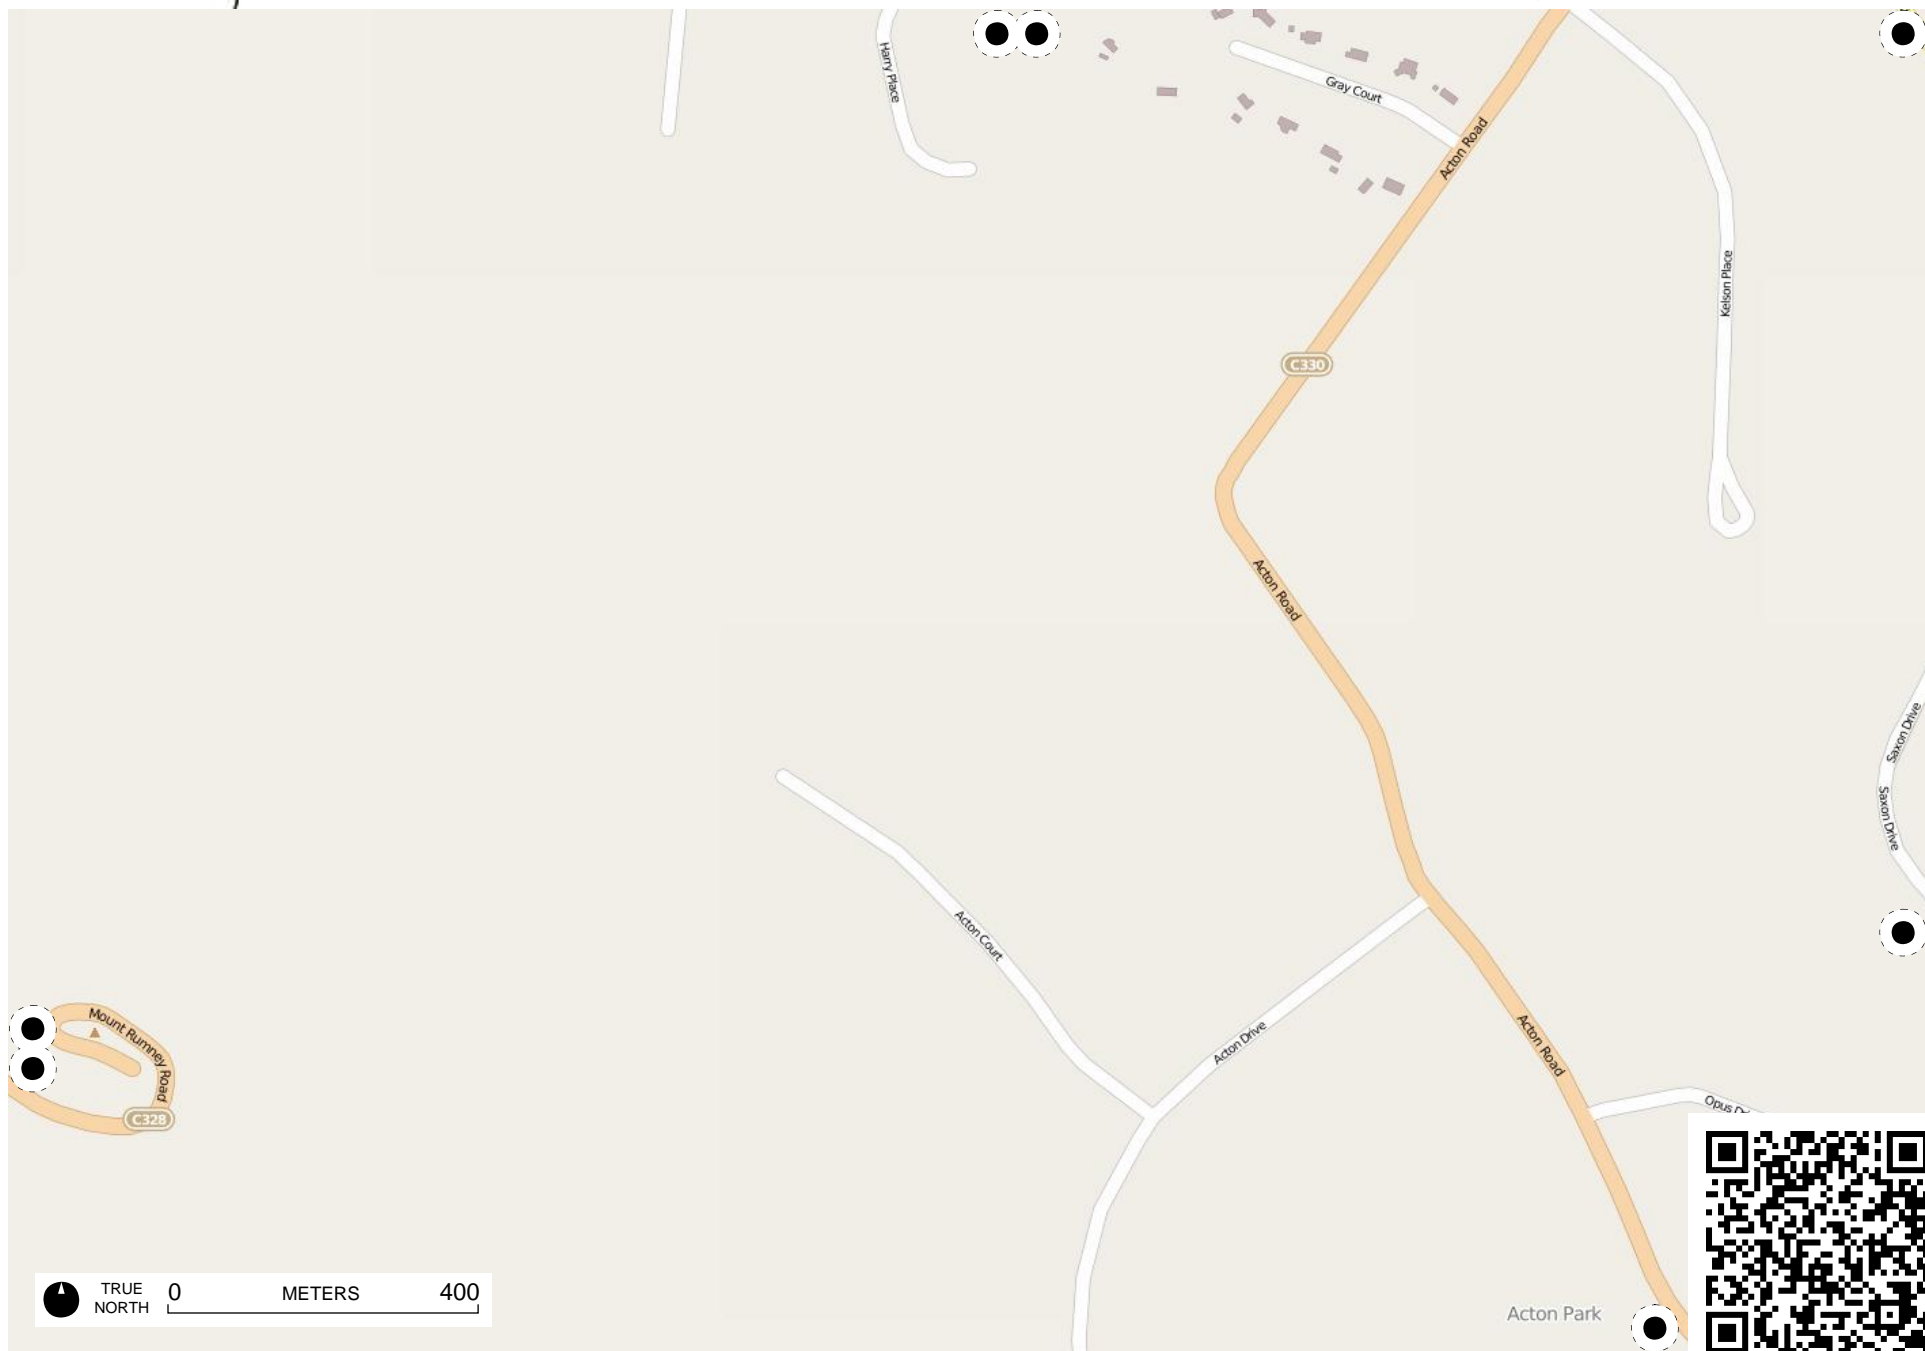 Harry Place
Gray Court
Acton Road
Kelson Place
C330
Acton Road
Saxon Drive
Saxon Drive
Acton Court
Mount Rumney Road
Acton Drive
Acton Road
C328
Opus
TRUE NORTH
0 METERS 400
Acton Park